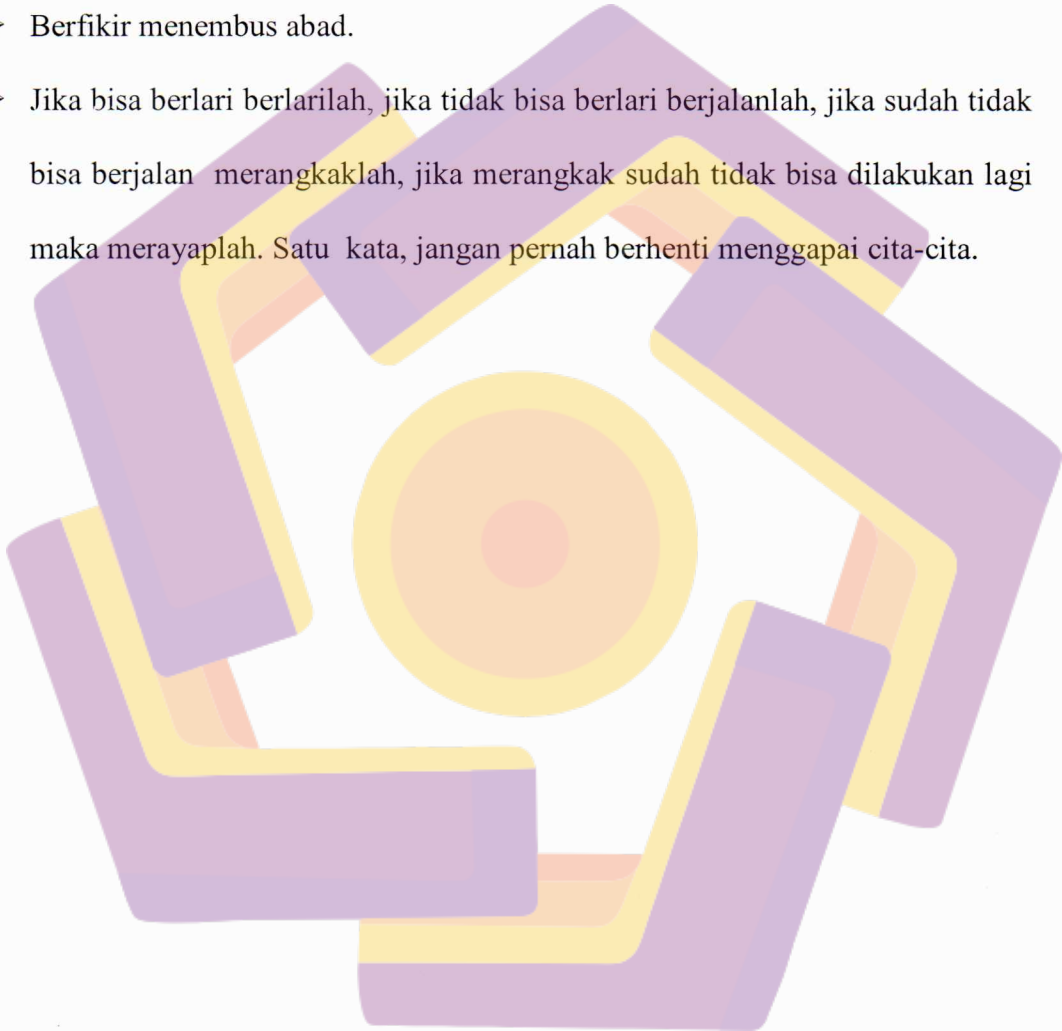 ➢ Berfikir menembus abad.
➢ Jika bisa berlari berlarilah, jika tidak bisa berlari berjalanlah, jika sudah tidak
bisa berjalan merangkaklah, jika merangkak sudah tidak bisa dilakukan lagi
maka merayaplah. Satu kata, jangan pernah berhenti menggapai cita-cita.